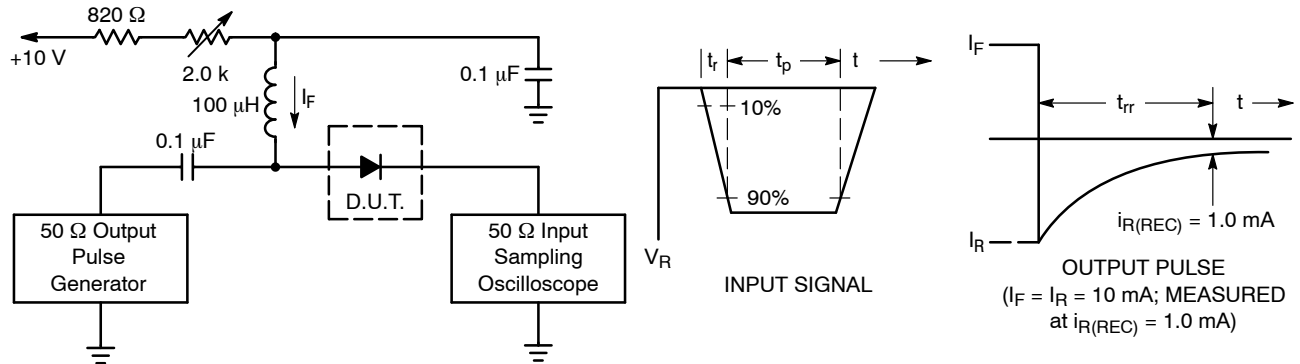 820 Ω
+10 V
2.0 k
100 μH
I_F
0.1 μF
0.1 μF
D.U.T.
50 Ω Output
Pulse
Generator
50 Ω Input
Sampling
Oscilloscope
t_r
t_p
t
10%
90%
V_R
INPUT SIGNAL
I_F
t_rr
t
i_R(REC) = 1.0 mA
I_R
OUTPUT PULSE
(I_F = I_R = 10 mA; MEASURED
at i_R(REC) = 1.0 mA)